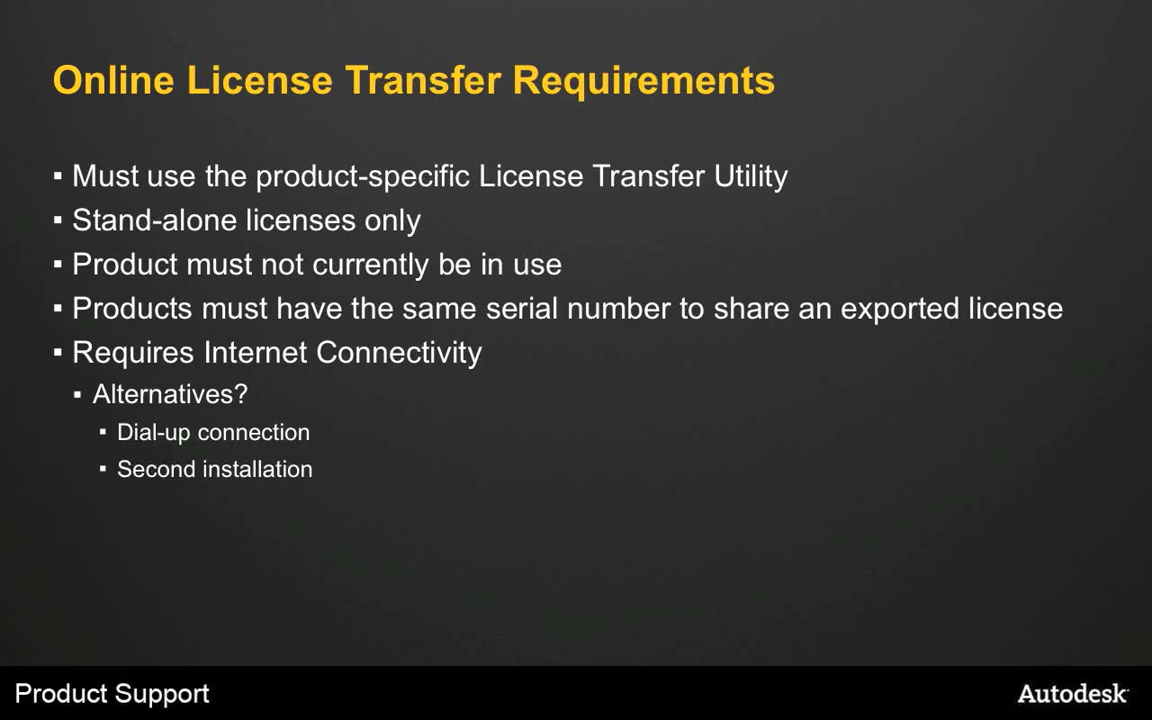 Online License Transfer Requirements
▪ Must use the product-specific License Transfer Utility
▪ Stand-alone licenses only
▪ Product must not currently be in use
▪ Products must have the same serial number to share an exported license
▪ Requires Internet Connectivity
▪ Alternatives?
▪ Dial-up connection
▪ Second installation
Product Support
Autodesk